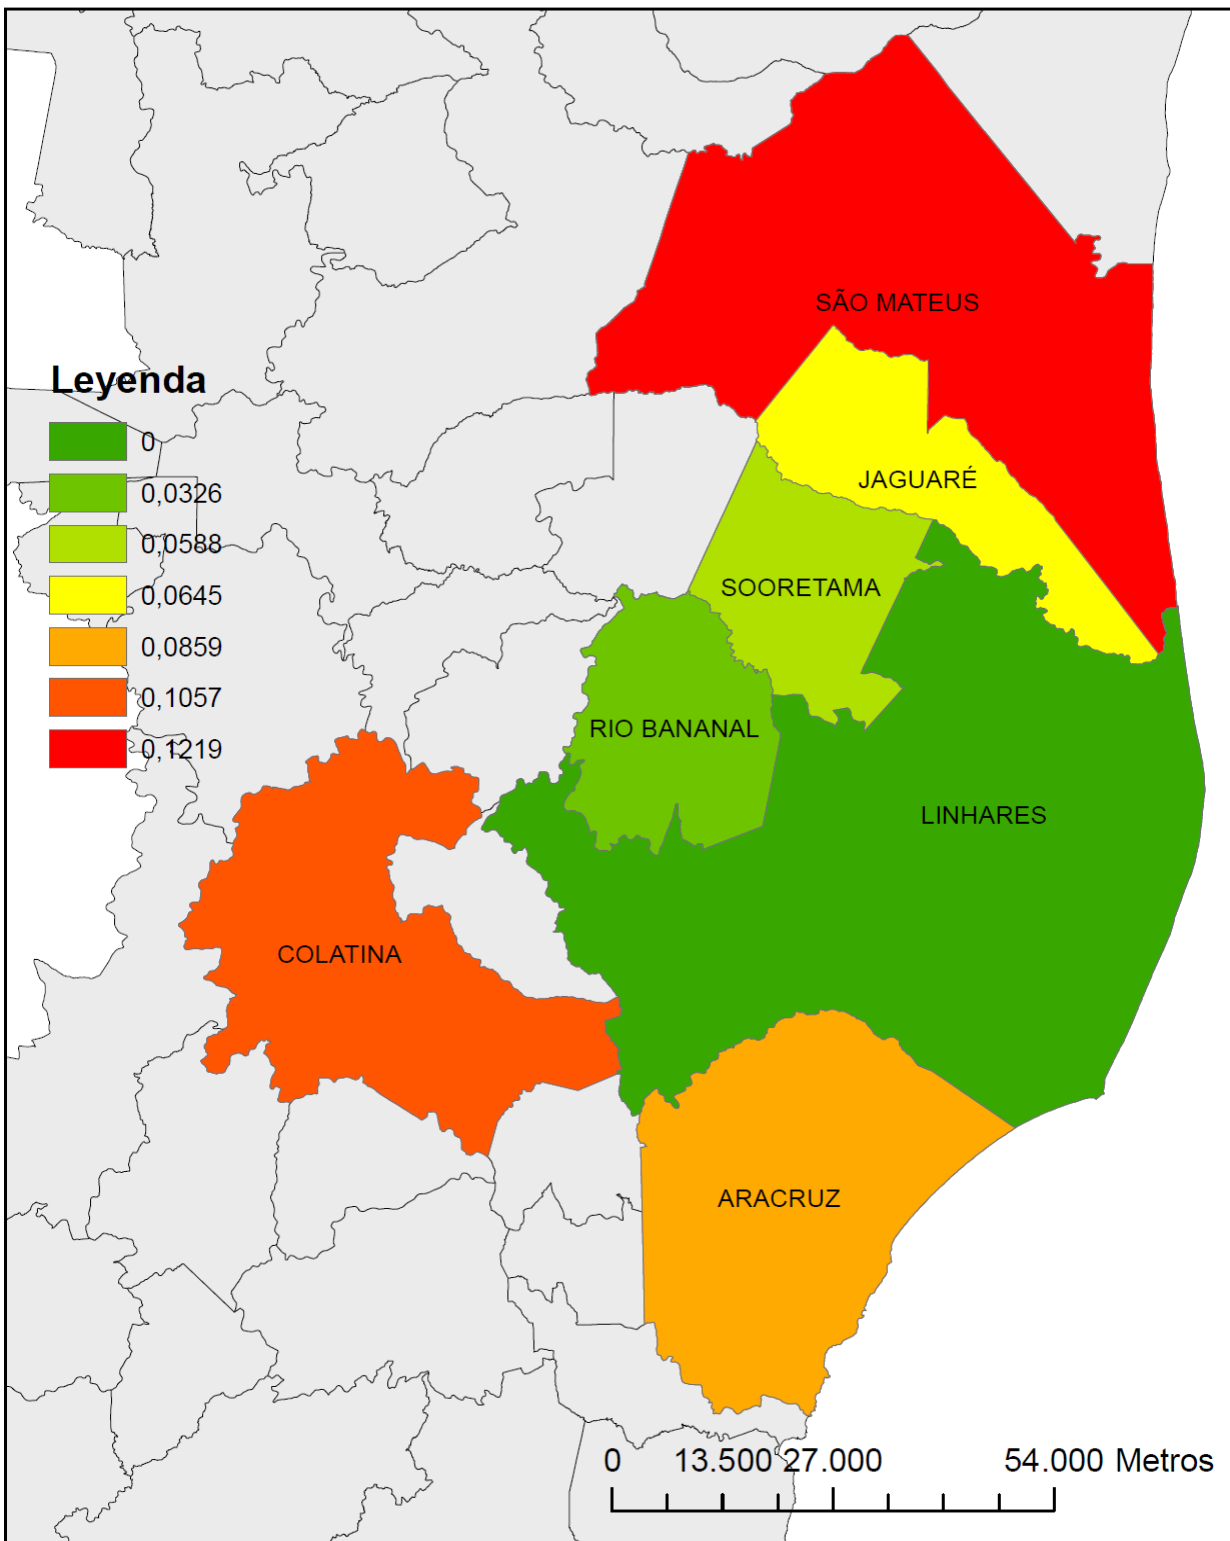 SÃO MATEUS
Leyenda
0
0,0326
0,0588
0,0645
0,0859
0,1057
0,1219
JAGUARÉ
SOORETAMA
RIO BANANAL
LINHARES
COLATINA
ARACRUZ
0 13.500 27.000 54.000 Metros